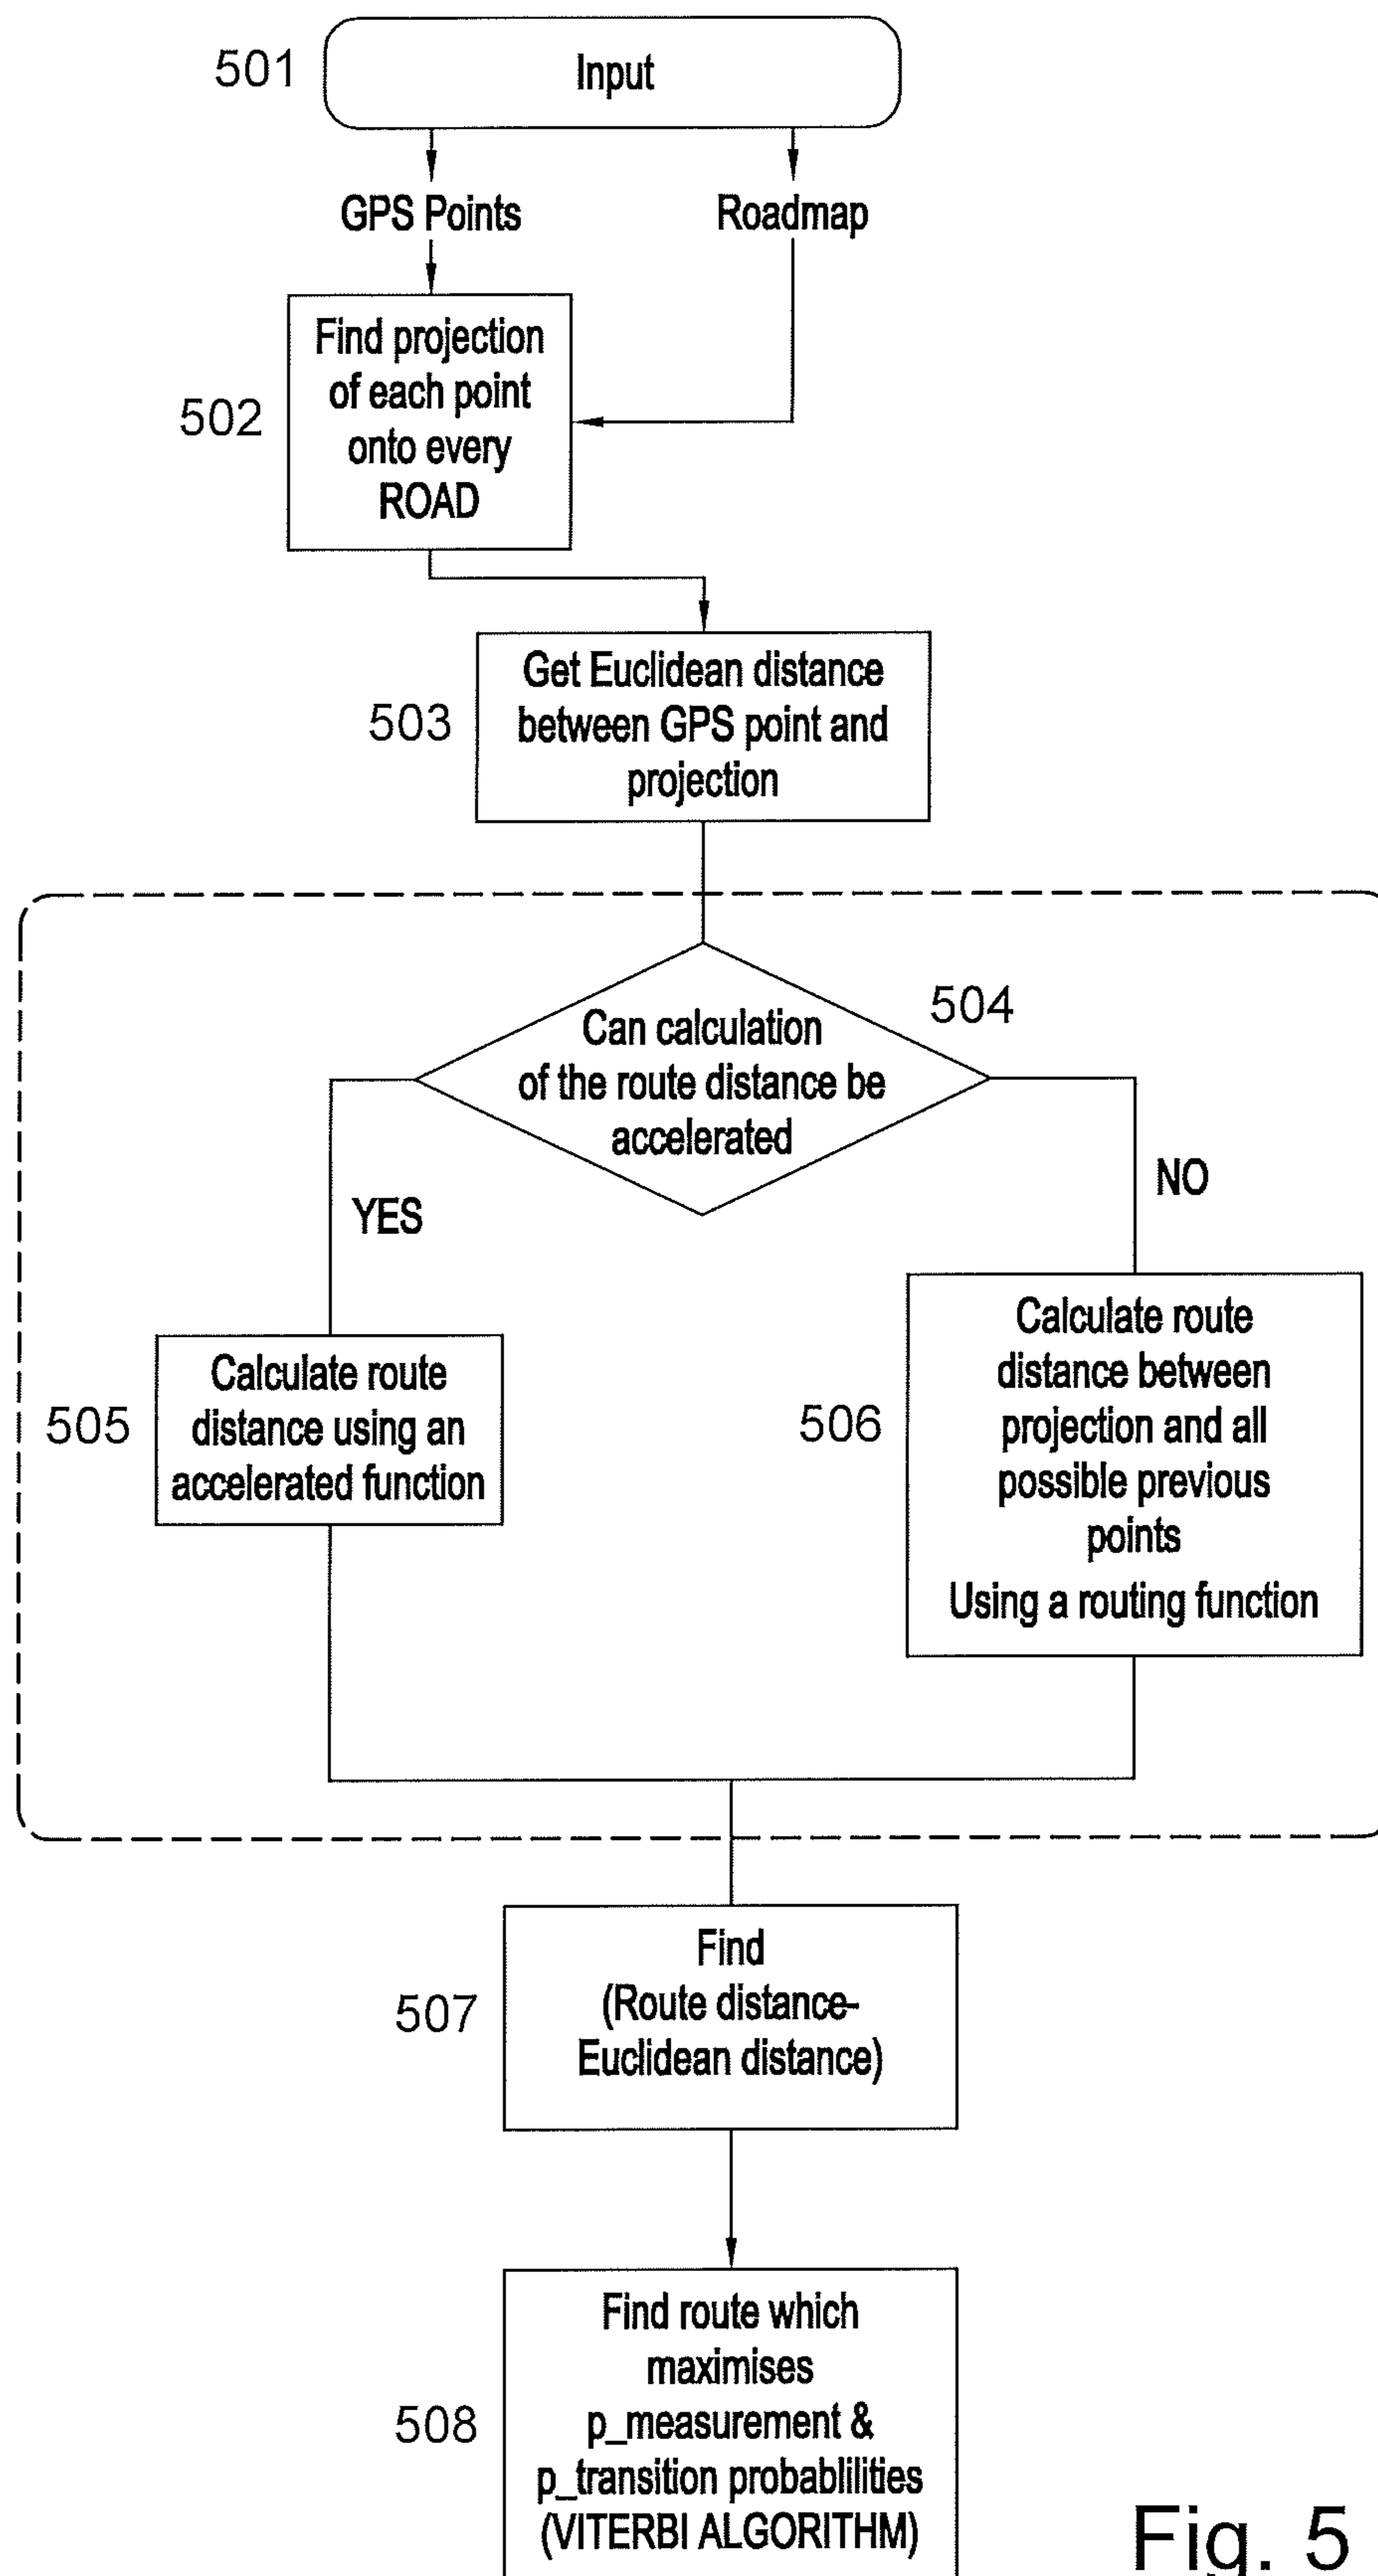 501
Input
GPS Points
Roadmap
502
Find projection
of each point
onto every
ROAD
503
Get Euclidean distance
between GPS point and
projection
504
Can calculation
of the route distance be
accelerated
YES
NO
505
Calculate route
distance using an
accelerated function
506
Calculate route
distance between
projection and all
possible previous
points
Using a routing function
507
Find
(Route distance-
Euclidean distance)
508
Find route which
maximises
p_measurement &
p_transition probablilities
(VITERBI ALGORITHM)
Fig. 5